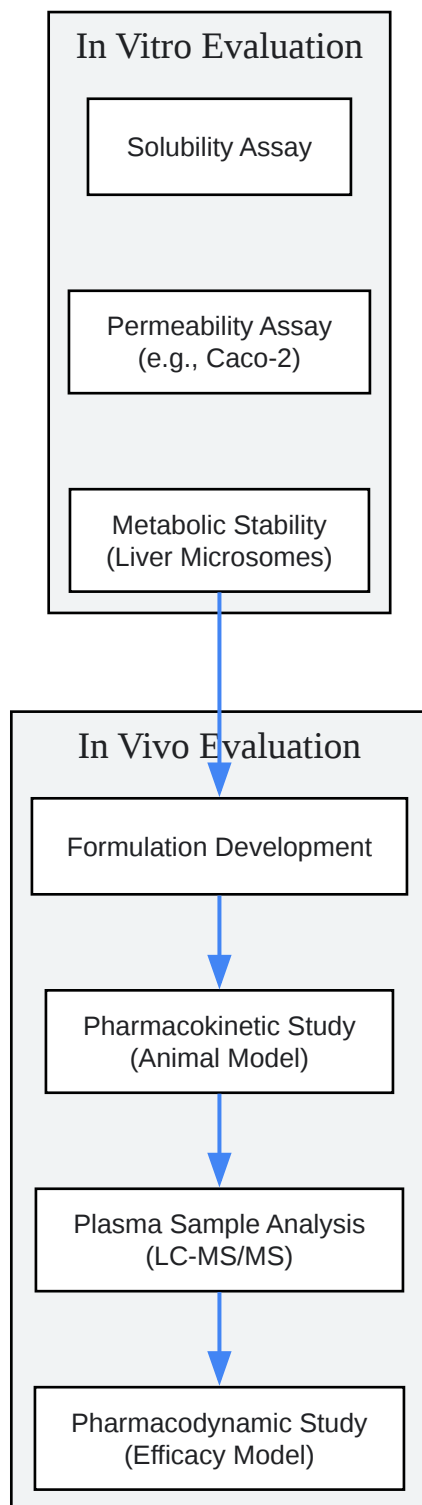 In Vitro Evaluation
Solubility Assay
Permeability Assay
(e.g., Caco-2)
Metabolic Stability
(Liver Microsomes)
In Vivo Evaluation
Formulation Development
Pharmacokinetic Study
(Animal Model)
Plasma Sample Analysis
(LC-MS/MS)
Pharmacodynamic Study
(Efficacy Model)